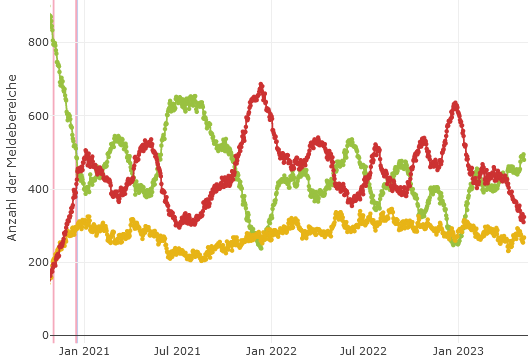 Anzahl der Meldebereiche
800
600
400
200
0
Jan 2021
Jul 2021
Jan 2022
Jul 2022
Jan 2023